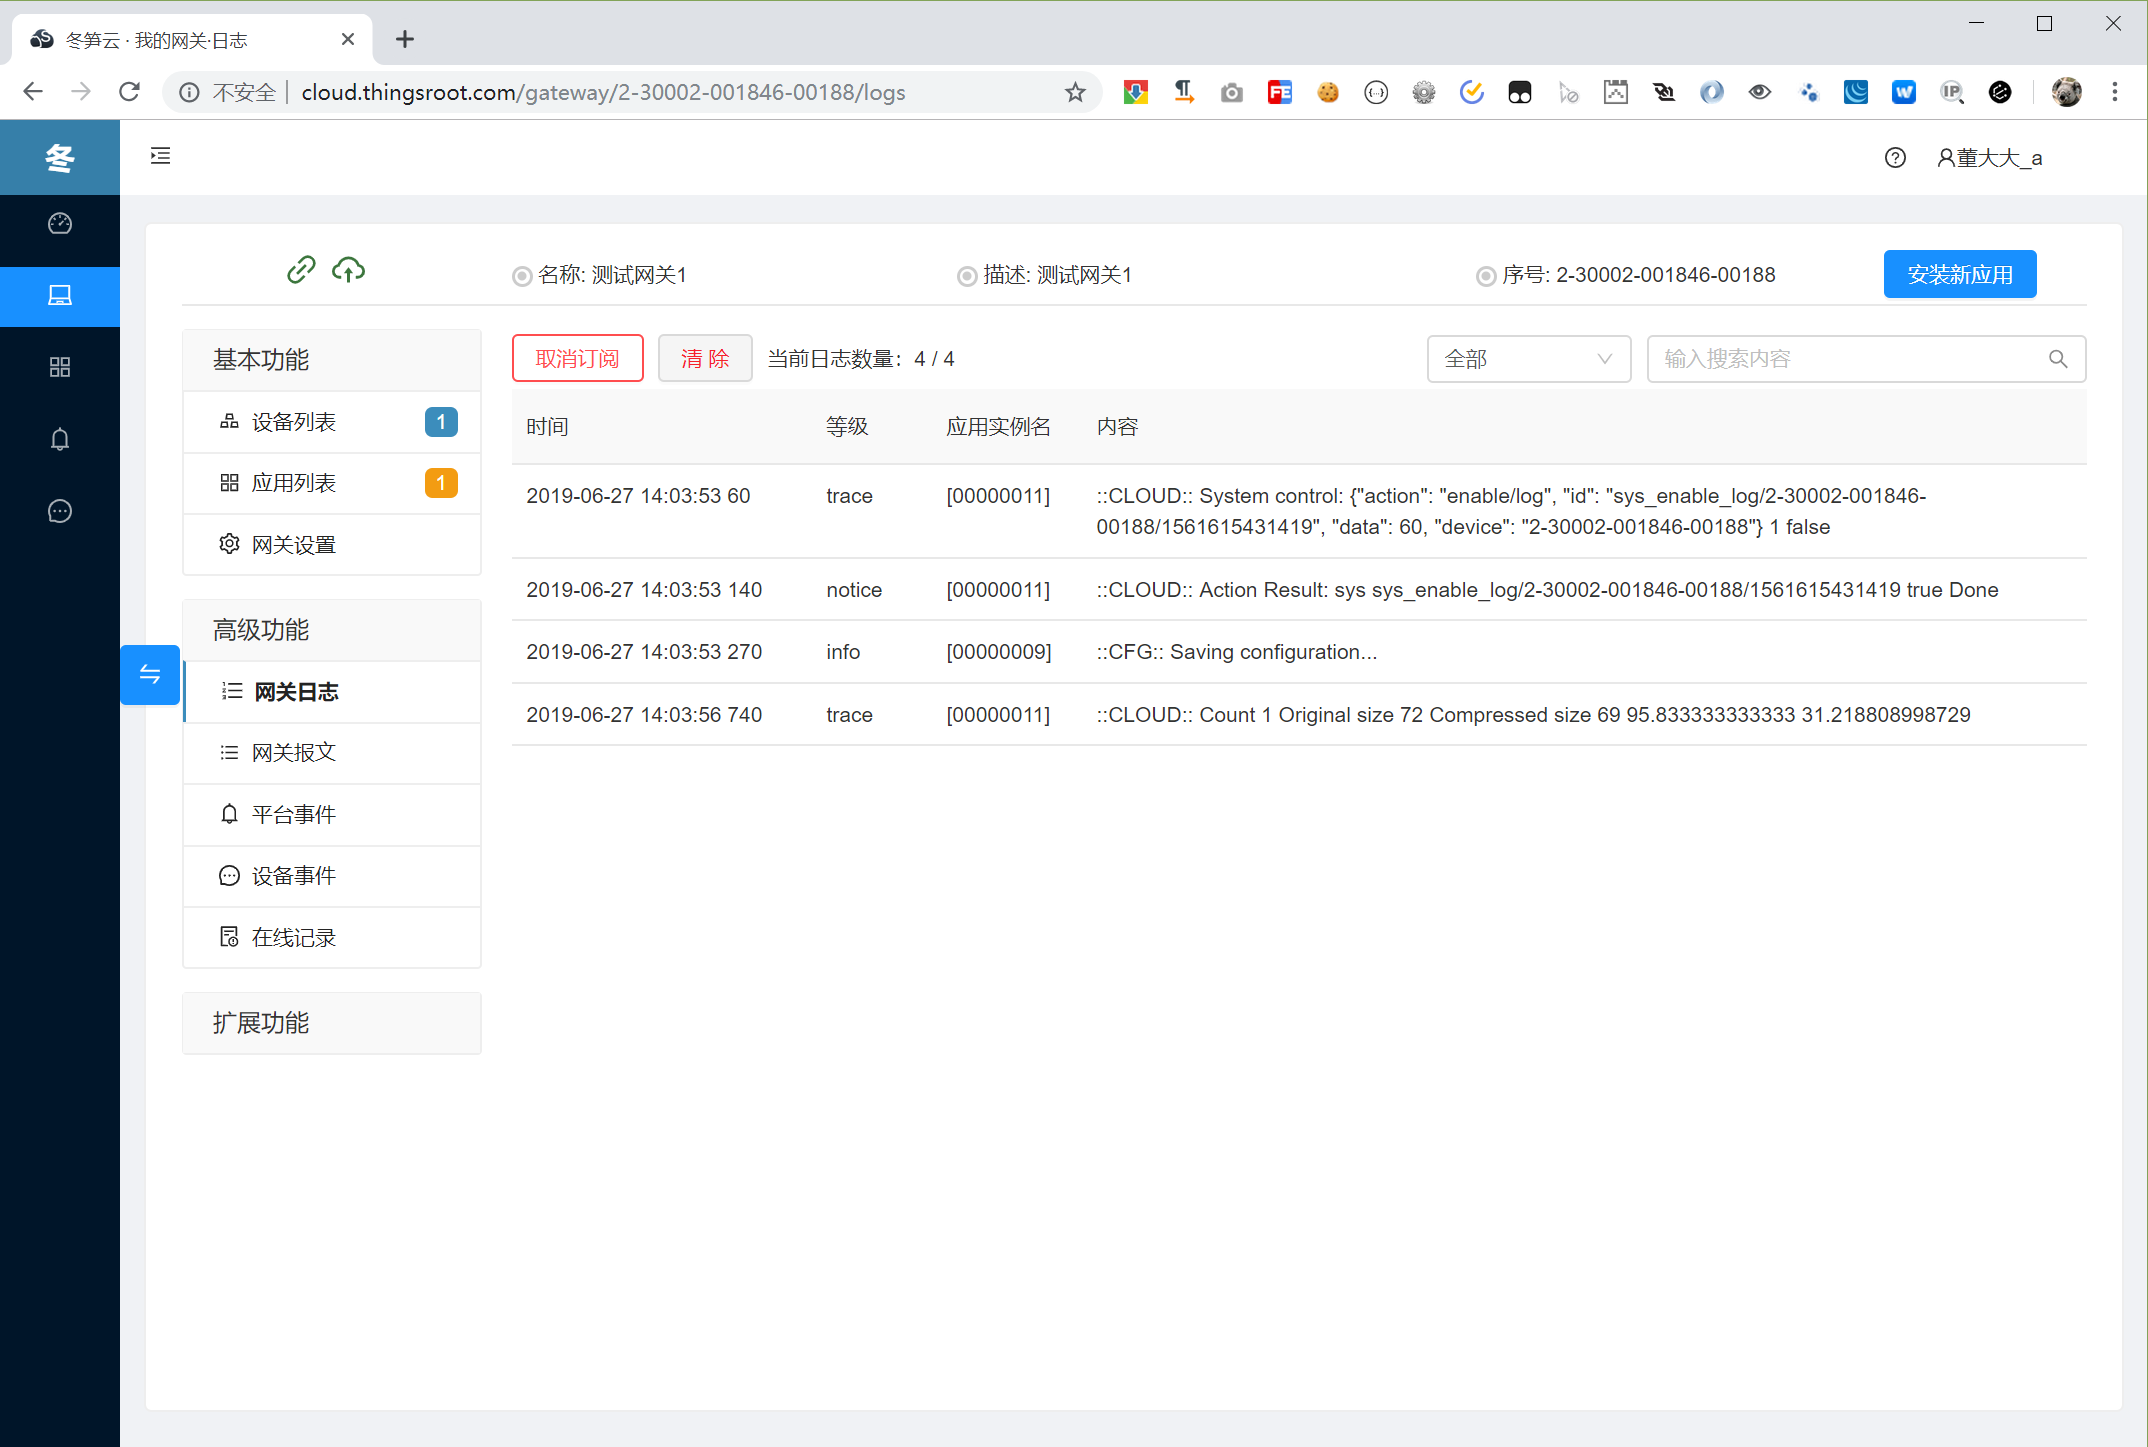 冬笋云 · 我的网关·日志
不安全 | cloud.thingsroot.com/gateway/2-30002-001846-00188/logs
冬
董大大_a
名称: 测试网关1
描述: 测试网关1
序号: 2-30002-001846-00188
安装新应用
基本功能
设备列表 1
应用列表 1
网关设置
高级功能
网关日志
网关报文
平台事件
设备事件
在线记录
扩展功能
取消订阅 清 除 当前日志数量：4 / 4
全部 输入搜索内容
时间 等级 应用实例名 内容
2019-06-27 14:03:53 60 trace [00000011] ::CLOUD:: System control: {"action": "enable/log", "id": "sys_enable_log/2-30002-001846-
00188/1561615431419", "data": 60, "device": "2-30002-001846-00188"} 1 false
2019-06-27 14:03:53 140 notice [00000011] ::CLOUD:: Action Result: sys sys_enable_log/2-30002-001846-00188/1561615431419 true Done
2019-06-27 14:03:53 270 info [00000009] ::CFG:: Saving configuration...
2019-06-27 14:03:56 740 trace [00000011] ::CLOUD:: Count 1 Original size 72 Compressed size 69 95.833333333333 31.218808998729